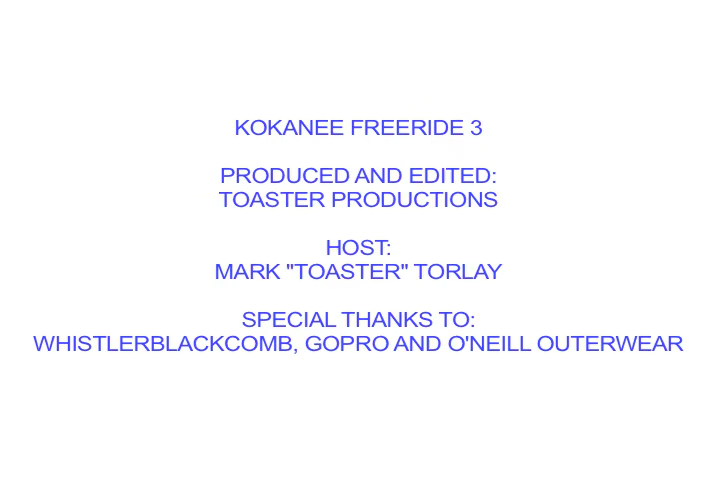 KOKANEE FREERIDE 3
PRODUCED AND EDITED:
TOASTER PRODUCTIONS
HOST:
MARK "TOASTER" TORLAY
SPECIAL THANKS TO:
WHISTLERBLACKCOMB, GOPRO AND O'NEILL OUTERWEAR